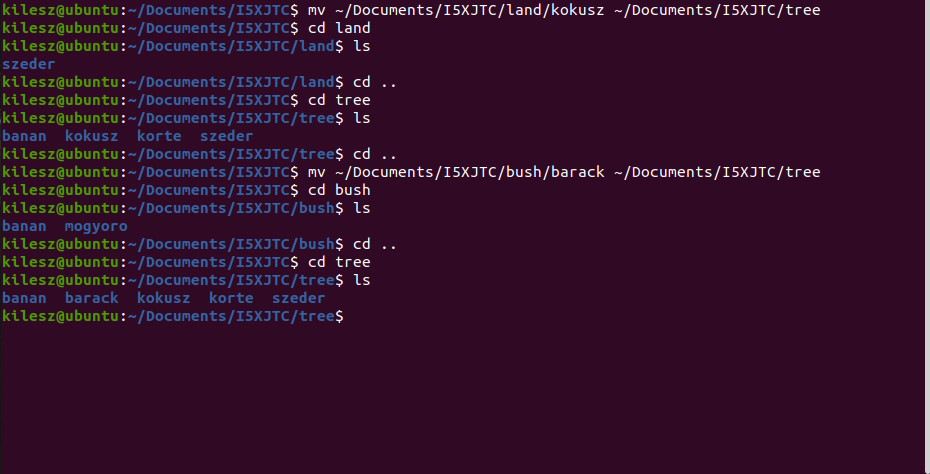 kilesz@ubuntu:~/Documents/I5XJTC$ mv ~/Documents/I5XJTC/land/kokusz ~/Documents/I5XJTC/tree
kilesz@ubuntu:~/Documents/I5XJTC$ cd land
kilesz@ubuntu:~/Documents/I5XJTC/land$ ls
szeder
kilesz@ubuntu:~/Documents/I5XJTC/land$ cd ..
kilesz@ubuntu:~/Documents/I5XJTC$ cd tree
kilesz@ubuntu:~/Documents/I5XJTC/tree$ ls
banan  kokusz  korte  szeder
kilesz@ubuntu:~/Documents/I5XJTC/tree$ cd ..
kilesz@ubuntu:~/Documents/I5XJTC$ mv ~/Documents/I5XJTC/bush/barack ~/Documents/I5XJTC/tree
kilesz@ubuntu:~/Documents/I5XJTC$ cd bush
kilesz@ubuntu:~/Documents/I5XJTC/bush$ ls
banan  mogyoro
kilesz@ubuntu:~/Documents/I5XJTC/bush$ cd ..
kilesz@ubuntu:~/Documents/I5XJTC$ cd tree
kilesz@ubuntu:~/Documents/I5XJTC/tree$ ls
banan  barack  kokusz  korte  szeder
kilesz@ubuntu:~/Documents/I5XJTC/tree$